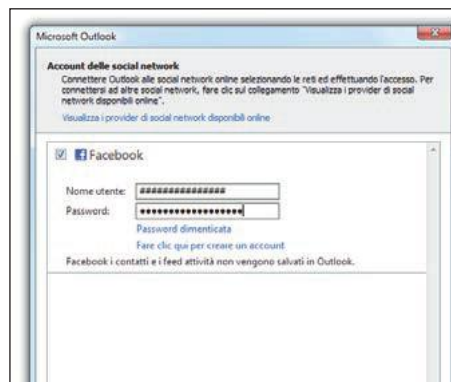 Microsoft Outlook
Account delle social network
Connettere Outlook alle social network online selezionando le reti ed effettuando l'accesso. Per
connettersi ad altre social network, fare clic sul collegamento "Visualizza i provider di social
network disponibili online".
Visualizza i provider di social network disponibili online
Facebook
Nome utente: ###############
Password: ••••••••••••••••••
Password dimenticata
Fare clic qui per creare un account
Facebook i contatti e i feed attività non vengono salvati in Outlook.